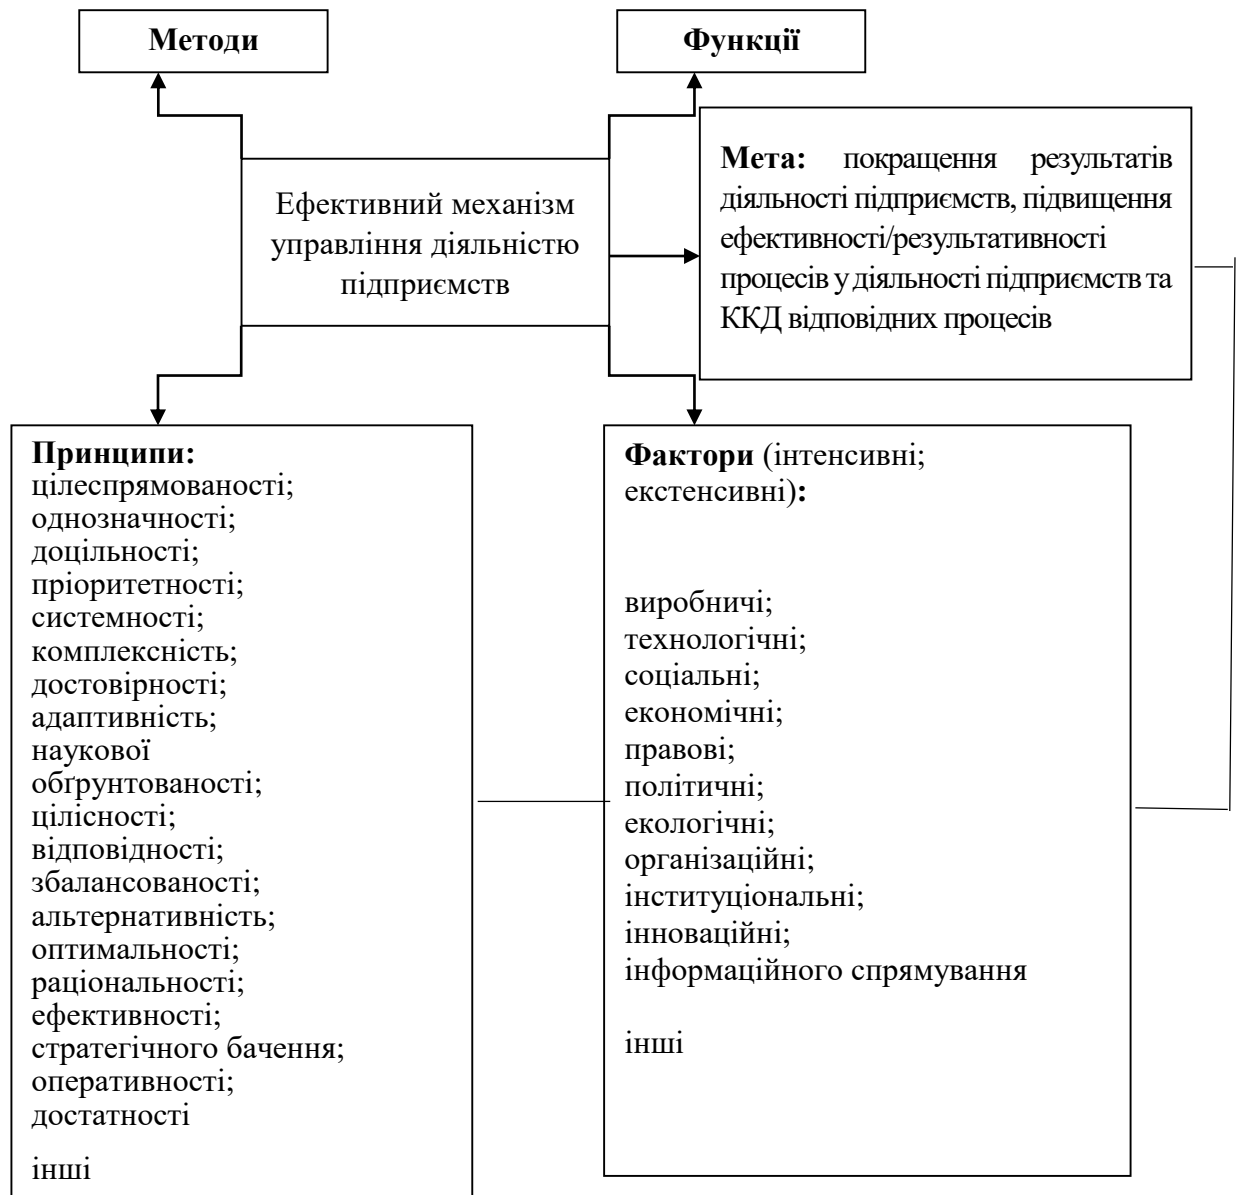 Методи
Функції
Ефективний механізм
управління діяльністю
підприємств
Мета: покращення результатів
діяльності підприємств, підвищення
ефективності/результативності
процесів у діяльності підприємств та
ККД відповідних процесів
Принципи:
цілеспрямованості;
однозначності;
доцільності;
пріоритетності;
системності;
комплексність;
достовірності;
адаптивність;
наукової
обґрунтованості;
цілісності;
відповідності;
збалансованості;
альтернативність;
оптимальності;
раціональності;
ефективності;
стратегічного бачення;
оперативності;
достатності
інші
Фактори (інтенсивні;
екстенсивні):
виробничі;
технологічні;
соціальні;
економічні;
правові;
політичні;
екологічні;
організаційні;
інституціональні;
інноваційні;
інформаційного спрямування
інші